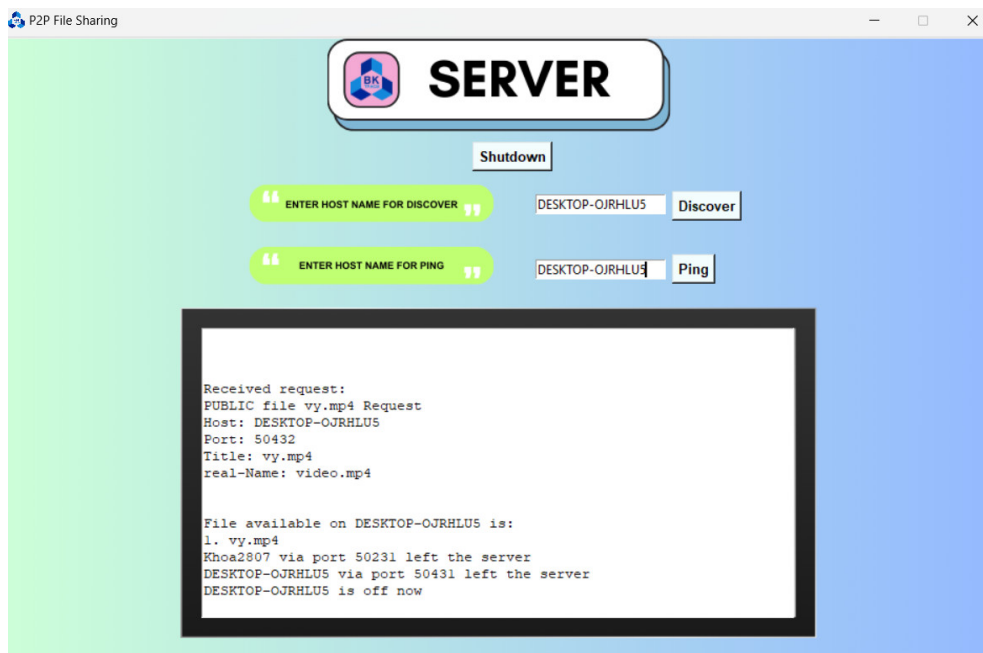 P2P File Sharing
BK
SERVER
Shutdown
ENTER HOST NAME FOR DISCOVER
DESKTOP-OJRHLU5
Discover
ENTER HOST NAME FOR PING
DESKTOP-OJRHLU5
Ping
Received request:
PUBLIC file vy.mp4 Request
Host: DESKTOP-OJRHLU5
Port: 50432
Title: vy.mp4
real-Name: video.mp4
File available on DESKTOP-OJRHLU5 is:
1. vy.mp4
Khoa2807 via port 50231 left the server
DESKTOP-OJRHLU5 via port 50431 left the server
DESKTOP-OJRHLU5 is off now